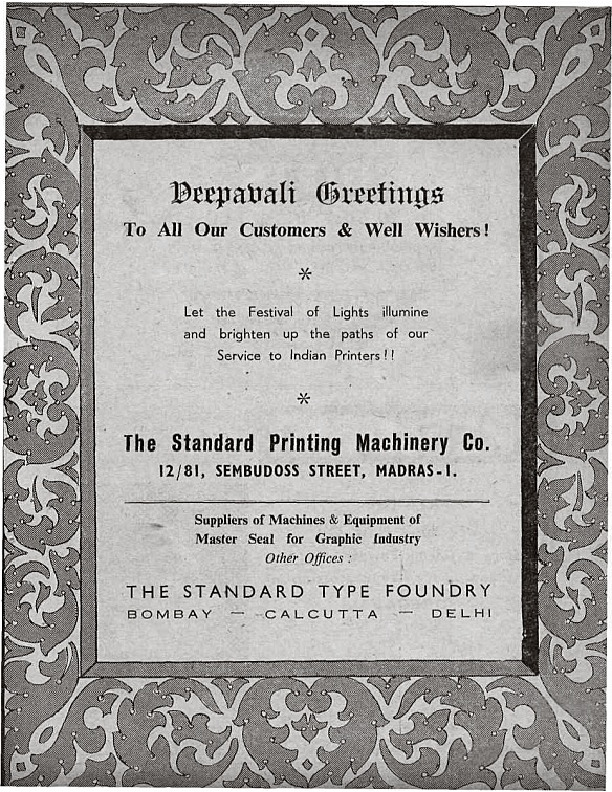 Deepavali Greetings
To All Our Customers & Well Wishers!
*
Let the Festival of Lights illumine
and brighten up the paths of our
Service to Indian Printers!!
*
The Standard Printing Machinery Co.
12/81, SEMBUDOSS STREET, MADRAS-1.
Suppliers of Machines & Equipment of
Master Seal for Graphic Industry
Other Offices :
THE STANDARD TYPE FOUNDRY
BOMBAY — CALCUTTA — DELHI